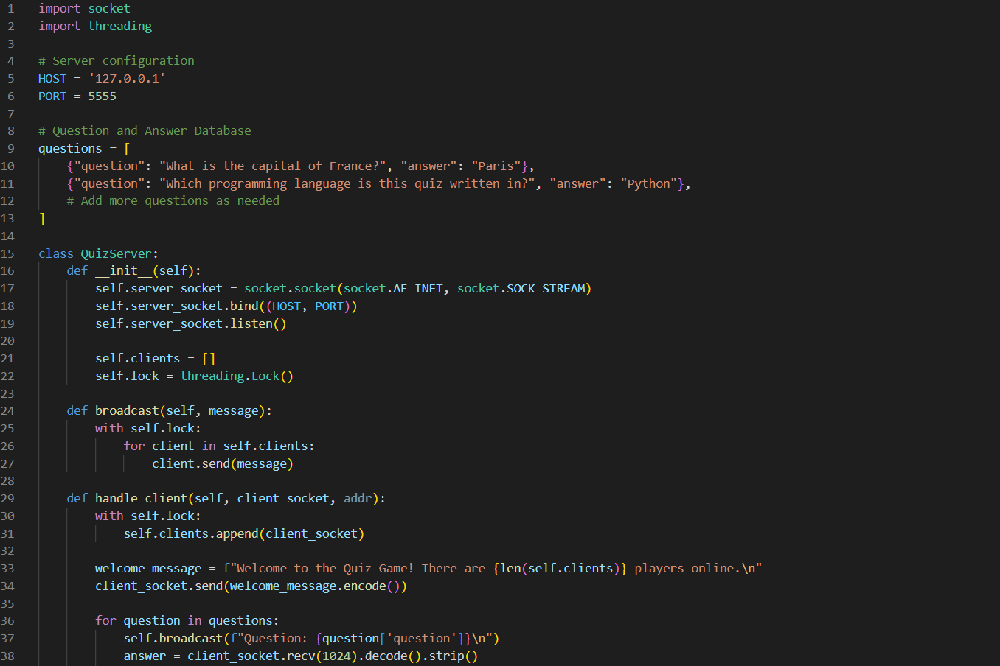 1 import socket
2 import threading
3
4 # Server configuration
5 HOST = '127.0.0.1'
6 PORT = 5555
7
8 # Question and Answer Database
9 questions = [
10     {"question": "What is the capital of France?", "answer": "Paris"},
11     {"question": "Which programming language is this quiz written in?", "answer": "Python"},
12     # Add more questions as needed
13 ]
14
15 class QuizServer:
16     def __init__(self):
17         self.server_socket = socket.socket(socket.AF_INET, socket.SOCK_STREAM)
18         self.server_socket.bind((HOST, PORT))
19         self.server_socket.listen()
20
21         self.clients = []
22         self.lock = threading.Lock()
23
24     def broadcast(self, message):
25         with self.lock:
26             for client in self.clients:
27                 client.send(message)
28
29     def handle_client(self, client_socket, addr):
30         with self.lock:
31             self.clients.append(client_socket)
32
33         welcome_message = f"Welcome to the Quiz Game! There are {len(self.clients)} players online.\n"
34         client_socket.send(welcome_message.encode())
35
36         for question in questions:
37             self.broadcast(f"Question: {question['question']}\n")
38             answer = client_socket.recv(1024).decode().strip()